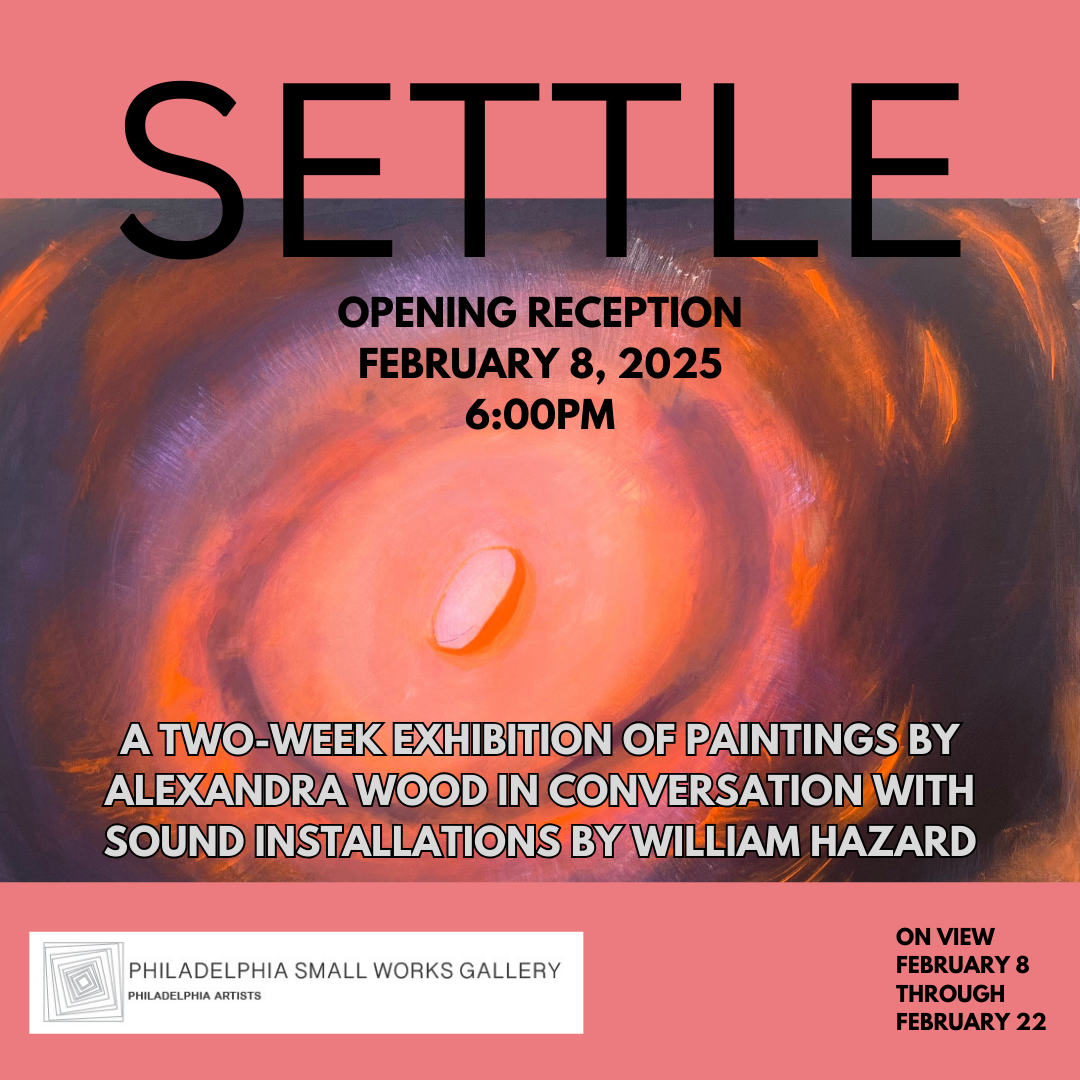 SETTLE
OPENING RECEPTION
FEBRUARY 8, 2025
6:00PM
A TWO-WEEK EXHIBITION OF PAINTINGS BY
ALEXANDRA WOOD IN CONVERSATION WITH
SOUND INSTALLATIONS BY WILLIAM HAZARD
PHILADELPHIA SMALL WORKS GALLERY
PHILADELPHIA ARTISTS
ON VIEW
FEBRUARY 8
THROUGH
FEBRUARY 22